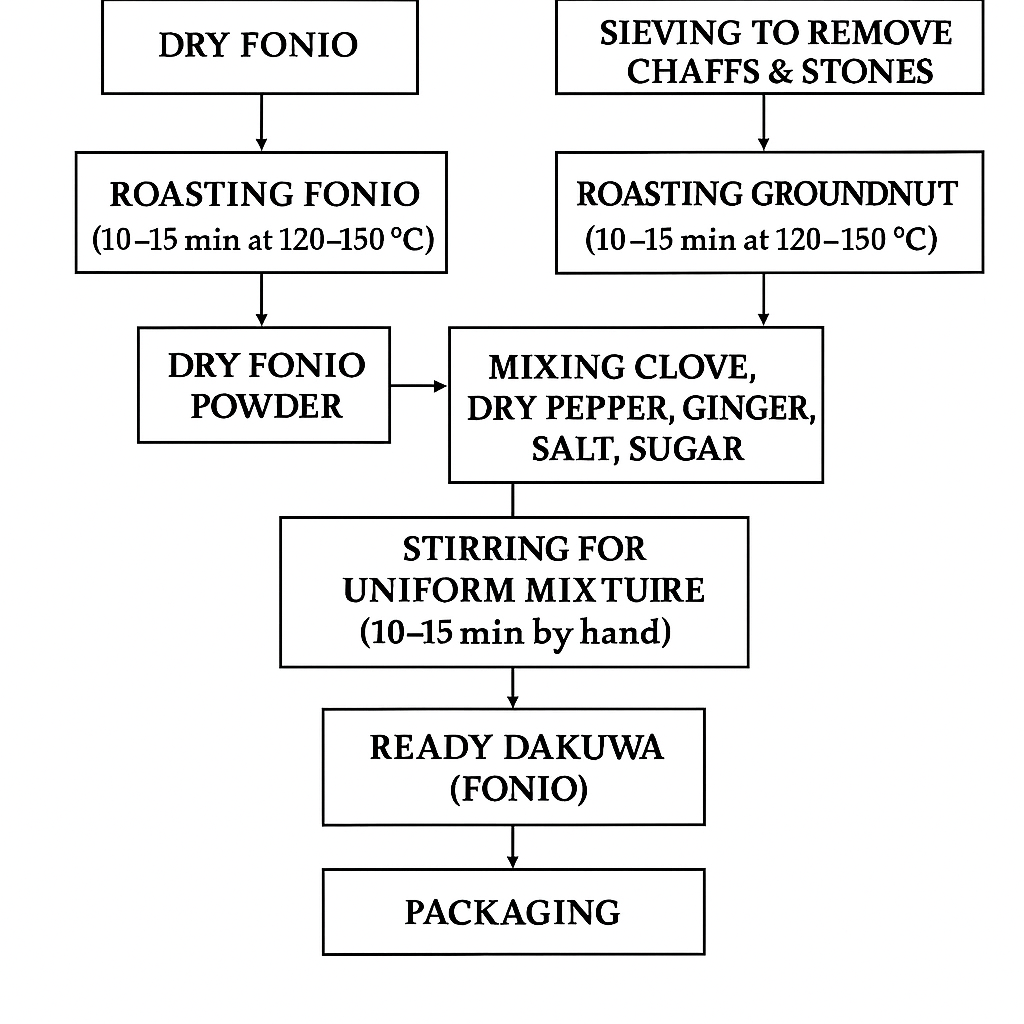 DRY FONIO
SIEVING TO REMOVE
CHAFFS & STONES
ROASTING FONIO
(10–15 min at 120–150 ºC)
ROASTING GROUNDNUT
(10–15 min at 120–150 ºC)
DRY FONIO
POWDER
MIXING CLOVE,
DRY PEPPER, GINGER,
SALT, SUGAR
STIRRING FOR
UNIFORM MIXTUIRE
(10–15 min by hand)
READY DAKUWA
(FONIO)
PACKAGING